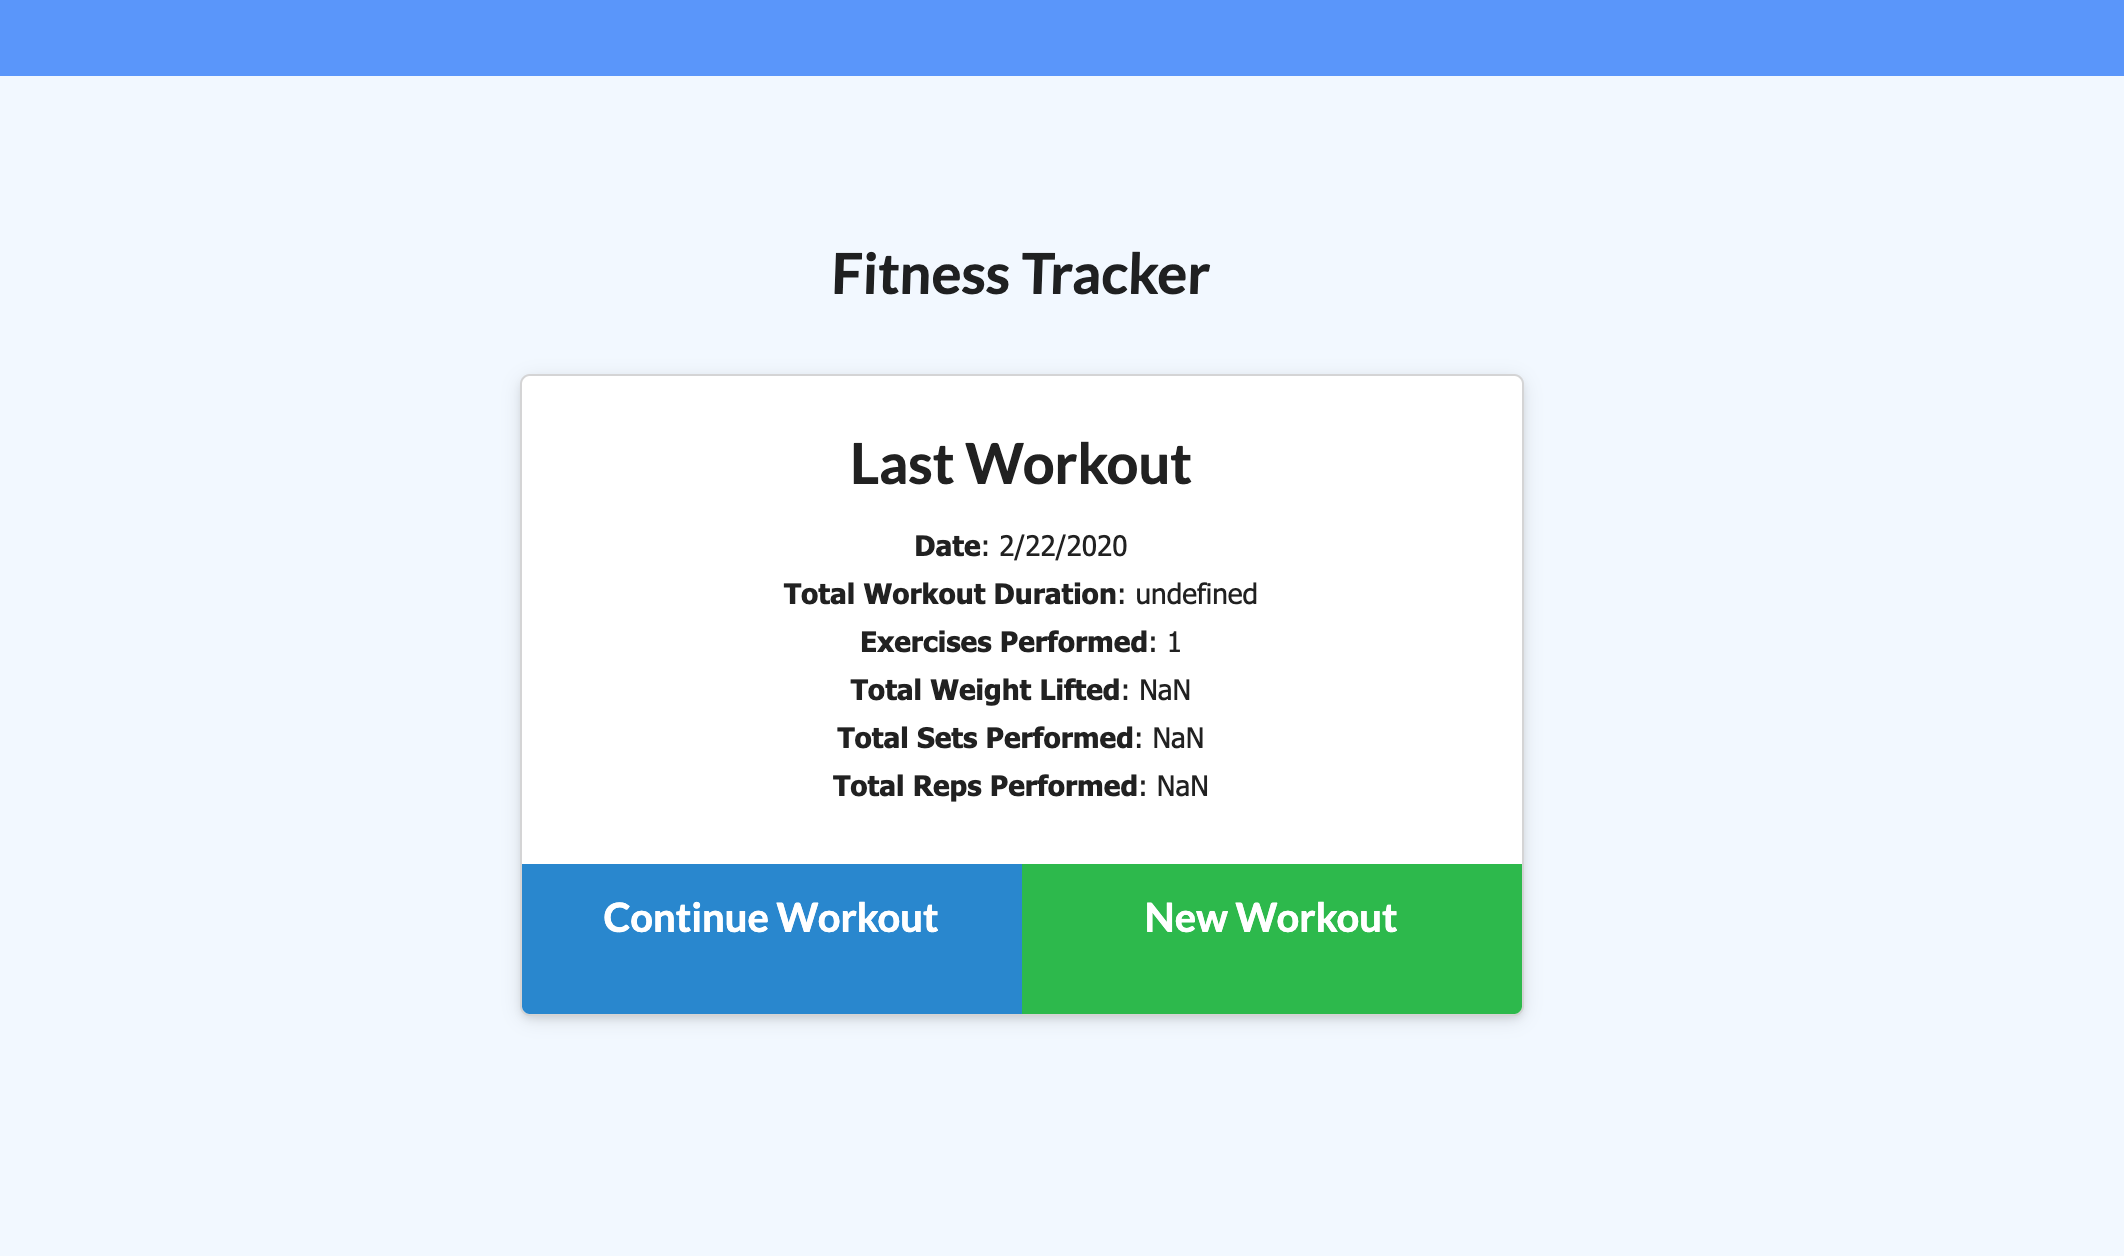 Fitness Tracker
Last Workout
Date: 2/22/2020
Total Workout Duration: undefined
Exercises Performed: 1
Total Weight Lifted: NaN
Total Sets Performed: NaN
Total Reps Performed: NaN
Continue Workout
New Workout